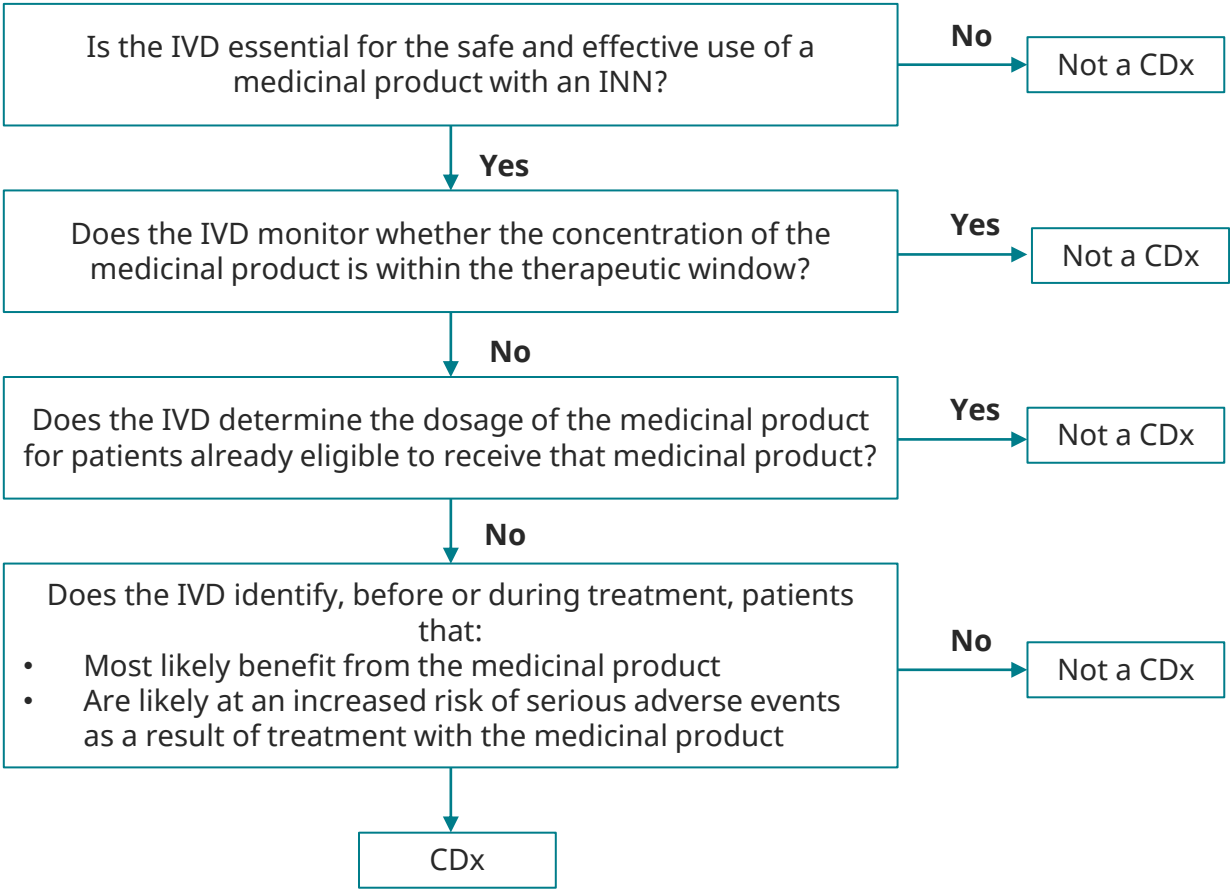 Is the IVD essential for the safe and effective use of a
medicinal product with an INN?
No
Not a CDx
Yes
Does the IVD monitor whether the concentration of the
medicinal product is within the therapeutic window?
Yes
Not a CDx
No
Does the IVD determine the dosage of the medicinal product
for patients already eligible to receive that medicinal product?
Yes
Not a CDx
No
Does the IVD identify, before or during treatment, patients
that:
• Most likely benefit from the medicinal product
• Are likely at an increased risk of serious adverse events
as a result of treatment with the medicinal product
No
Not a CDx
CDx